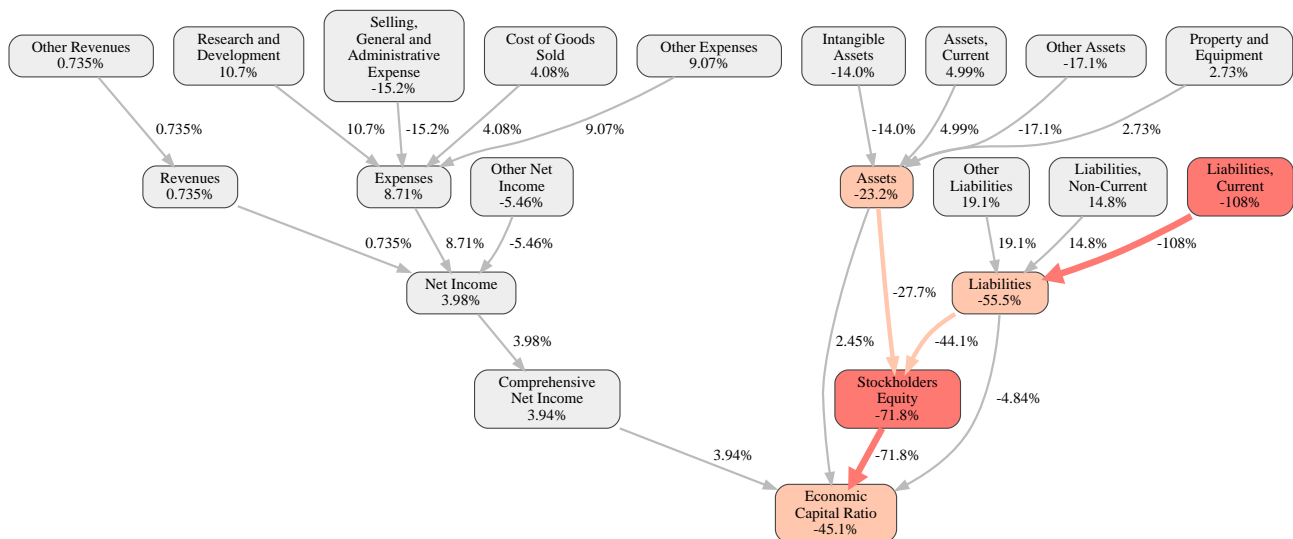 Other Revenues
0.735%
Research and
Development
10.7%
Selling,
General and
Administrative
Expense
-15.2%
Cost of Goods
Sold
4.08%
Other Expenses
9.07%
Intangible
Assets
-14.0%
Assets,
Current
4.99%
Other Assets
-17.1%
Property and
Equipment
2.73%
0.735%
10.7%
-15.2%
4.08%
9.07%
-14.0%
4.99%
-17.1%
2.73%
Revenues
0.735%
Expenses
8.71%
Other Net
Income
-5.46%
Assets
-23.2%
Other
Liabilities
19.1%
Liabilities,
Non-Current
14.8%
Liabilities,
Current
-108%
0.735%
8.71%
-5.46%
19.1%
14.8%
-108%
Net Income
3.98%
-27.7%
Liabilities
-55.5%
3.98%
2.45%
-44.1%
Comprehensive
Net Income
3.94%
Stockholders
Equity
-71.8%
-4.84%
3.94%
-71.8%
Economic
Capital Ratio
-45.1%